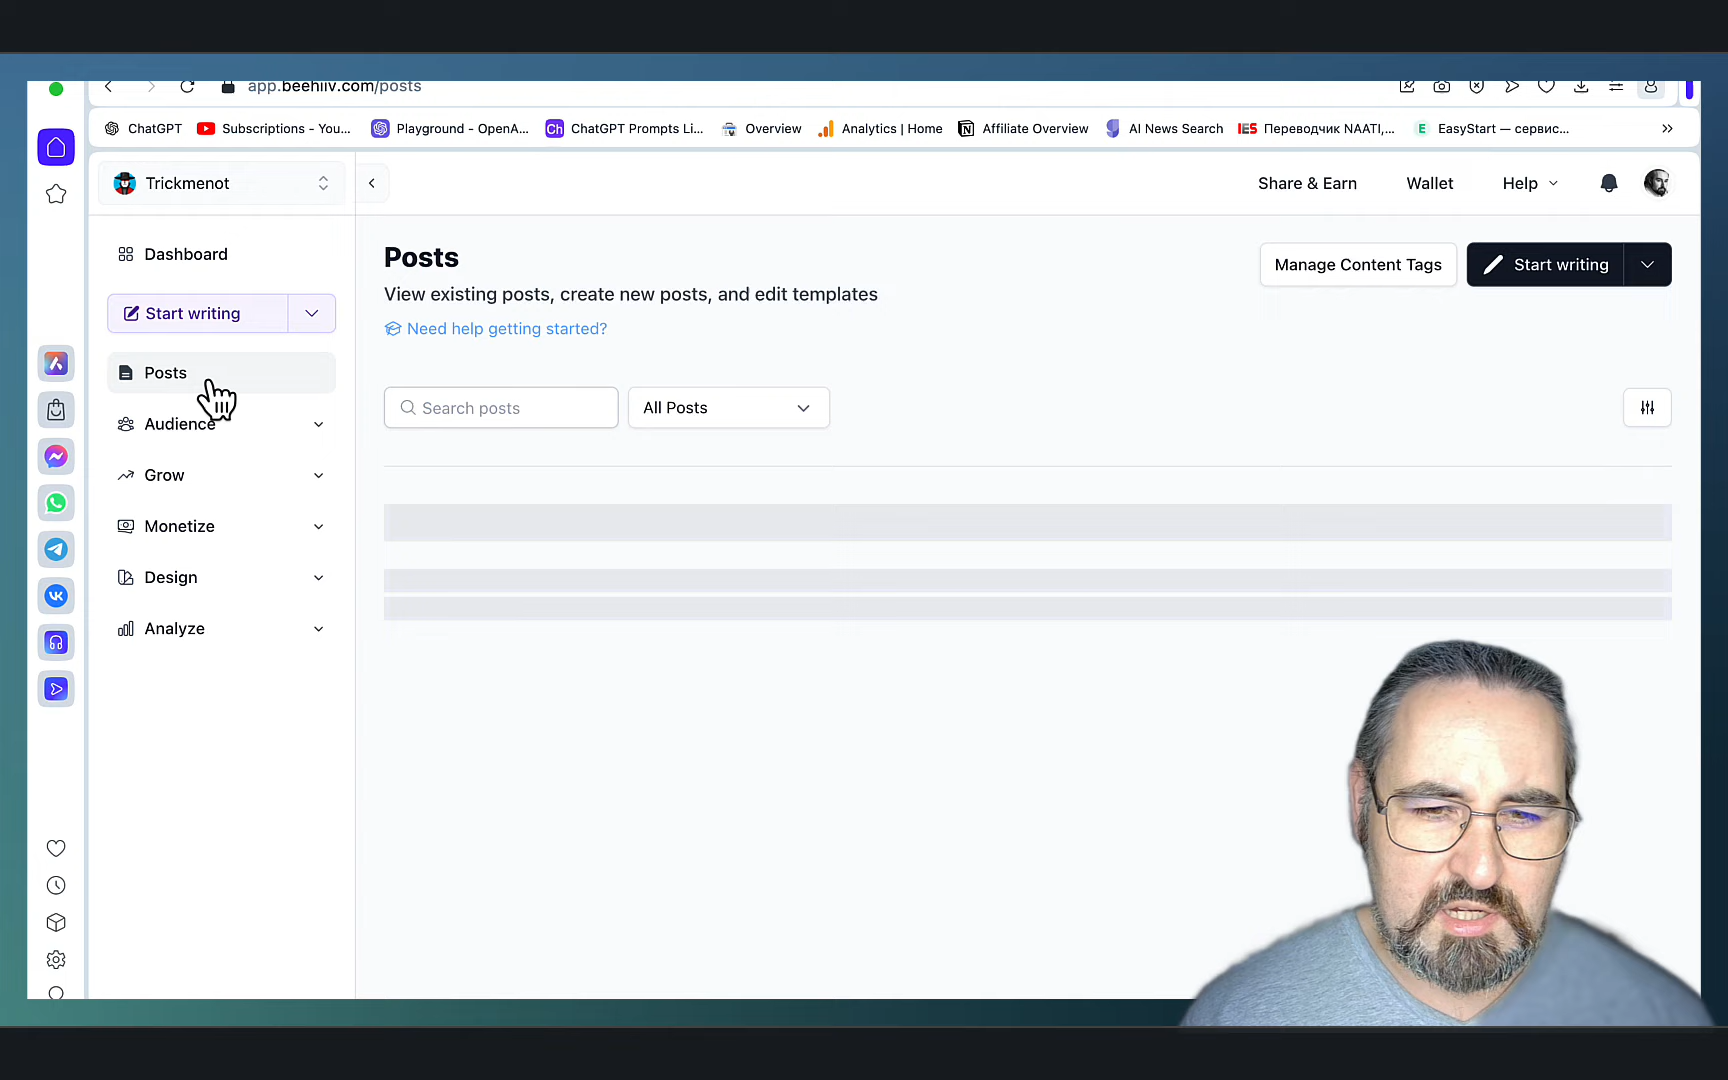 app.beehiiv.com/posts
ChatGPT
Subscriptions - You...
Playground - OpenA...
ChatGPT Prompts Li...
Overview
Analytics | Home
Affiliate Overview
AI News Search
IES
Переводчик NAATI,...
E
EasyStart — сервис...
Ch
Trickmenot
Share & Earn
Wallet
Help
Dashboard
Start writing
Posts
Audience
Grow
Monetize
Design
Analyze
Posts
View existing posts, create new posts, and edit templates
Need help getting started?
Manage Content Tags
Start writing
Search posts
All Posts